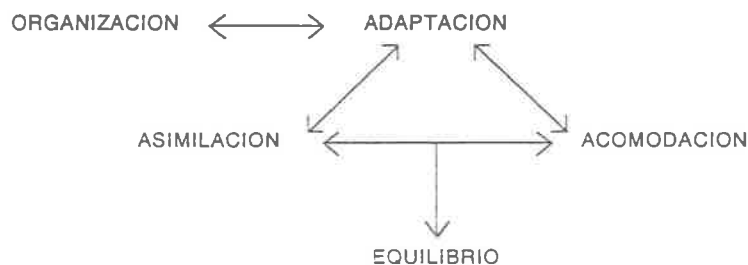 ORGANIZACION ADAPTACION
ASIMILACION ACOMODACION
EQUILIBRIO